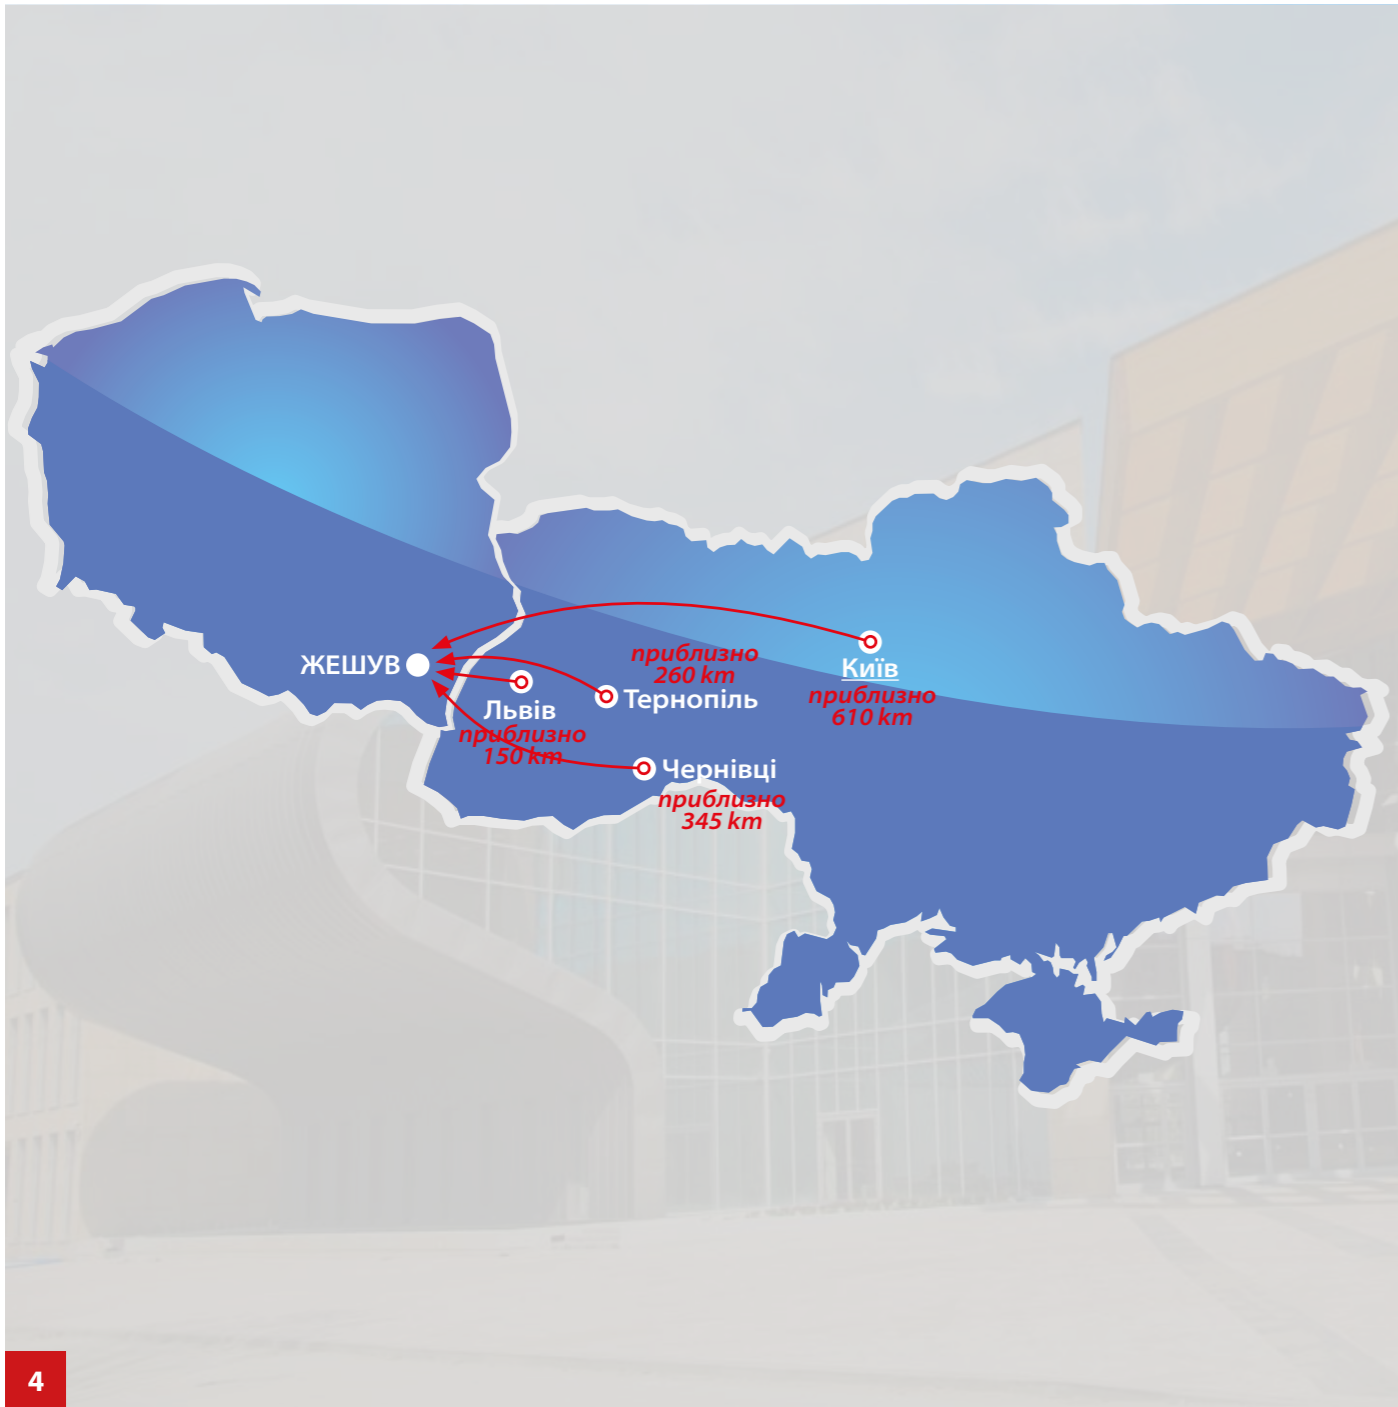 ЖЕШУВ
Львів
приблизно
150 km
приблизно
260 km
Тернопіль
Київ
приблизно
610 km
Чернівці
приблизно
345 km
4